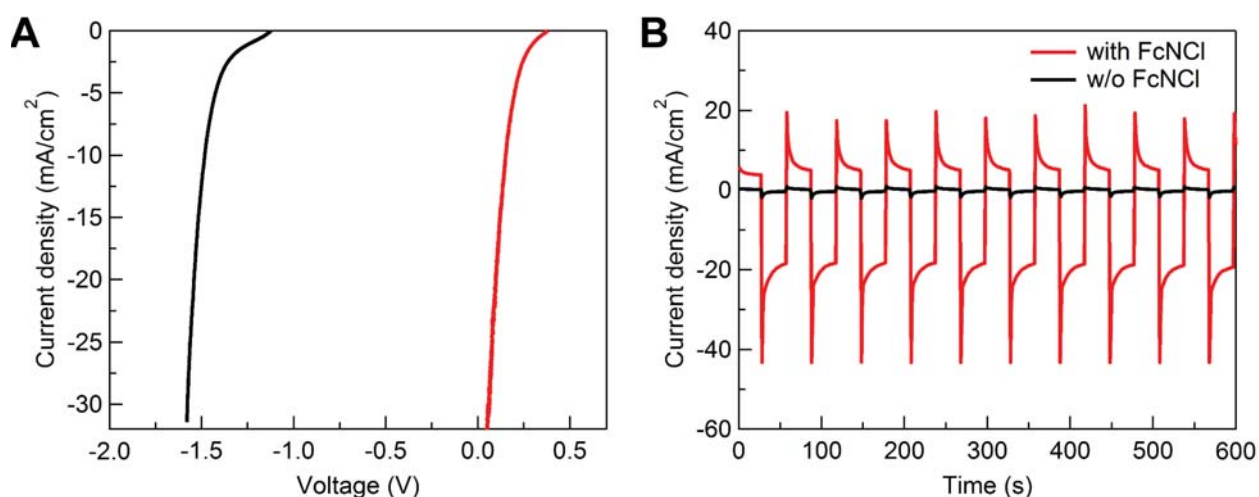 A
Current density (mA/cm²)
0
-5
-10
-15
-20
-25
-30
-2.0 -1.5 -1.0 -0.5 0.0 0.5
Voltage (V)
B
Current density (mA/cm²)
40
20
0
-20
-40
-60
with FcNCl
w/o FcNCl
0 100 200 300 400 500 600
Time (s)